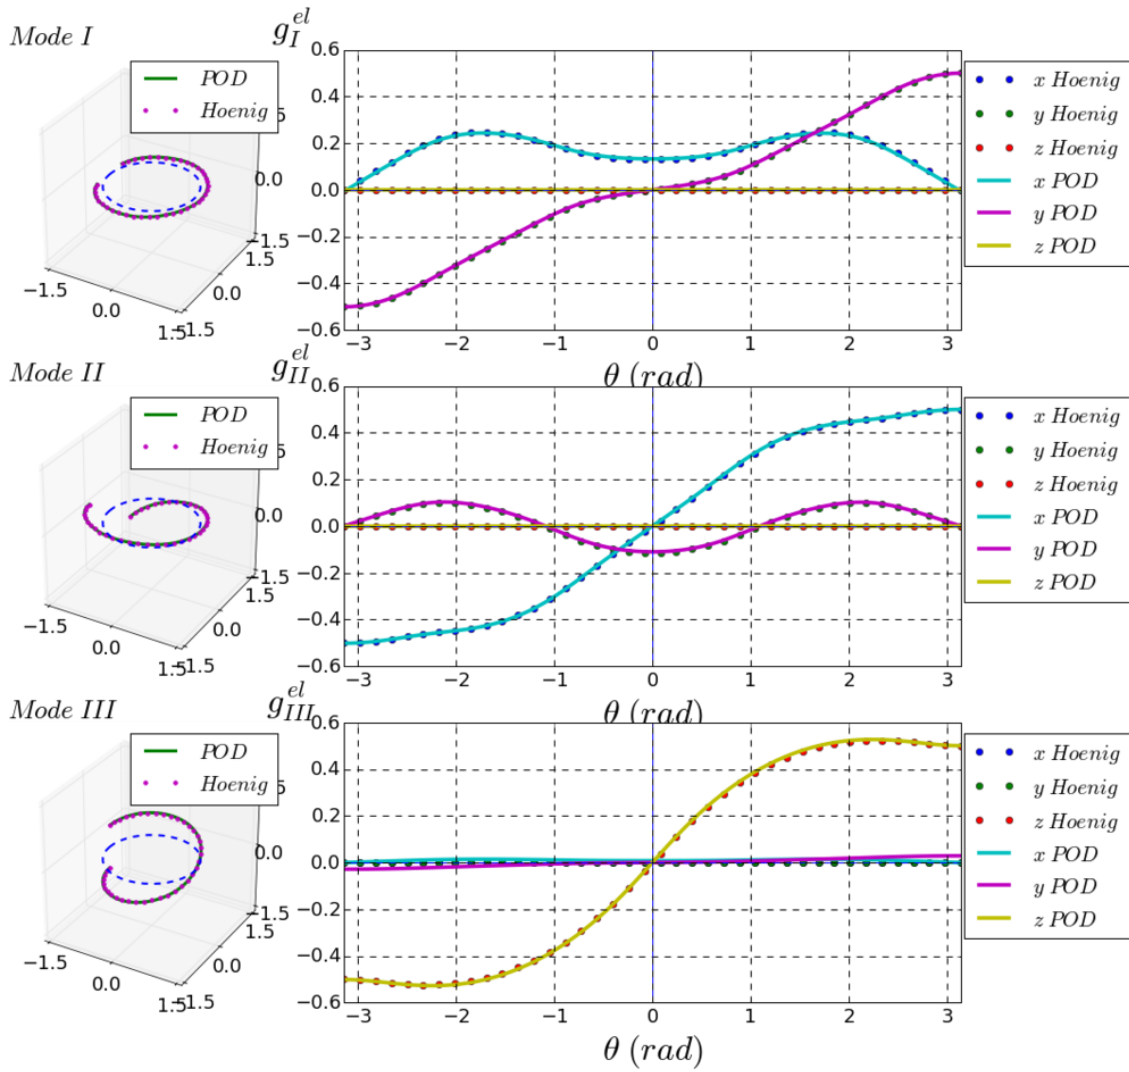 Mode I
POD
Hoenig
5
0.0
−1.5
1.5
0.0
−1.5
0.0
1.5
−1.5
g_I^{el}
0.6
0.4
0.2
0.0
−0.2
−0.4
−0.6
−3 −2 −1 0 1 2 3
θ (rad)
x Hoenig
y Hoenig
z Hoenig
x POD
y POD
z POD
Mode II
POD
Hoenig
5
0.0
−1.5
1.5
0.0
−1.5
0.0
1.5
−1.5
g_{II}^{el}
0.6
0.4
0.2
0.0
−0.2
−0.4
−0.6
−3 −2 −1 0 1 2 3
θ (rad)
x Hoenig
y Hoenig
z Hoenig
x POD
y POD
z POD
Mode III
POD
Hoenig
5
0.0
−1.5
1.5
0.0
−1.5
0.0
1.5
−1.5
g_{III}^{el}
0.6
0.4
0.2
0.0
−0.2
−0.4
−0.6
−3 −2 −1 0 1 2 3
θ (rad)
x Hoenig
y Hoenig
z Hoenig
x POD
y POD
z POD